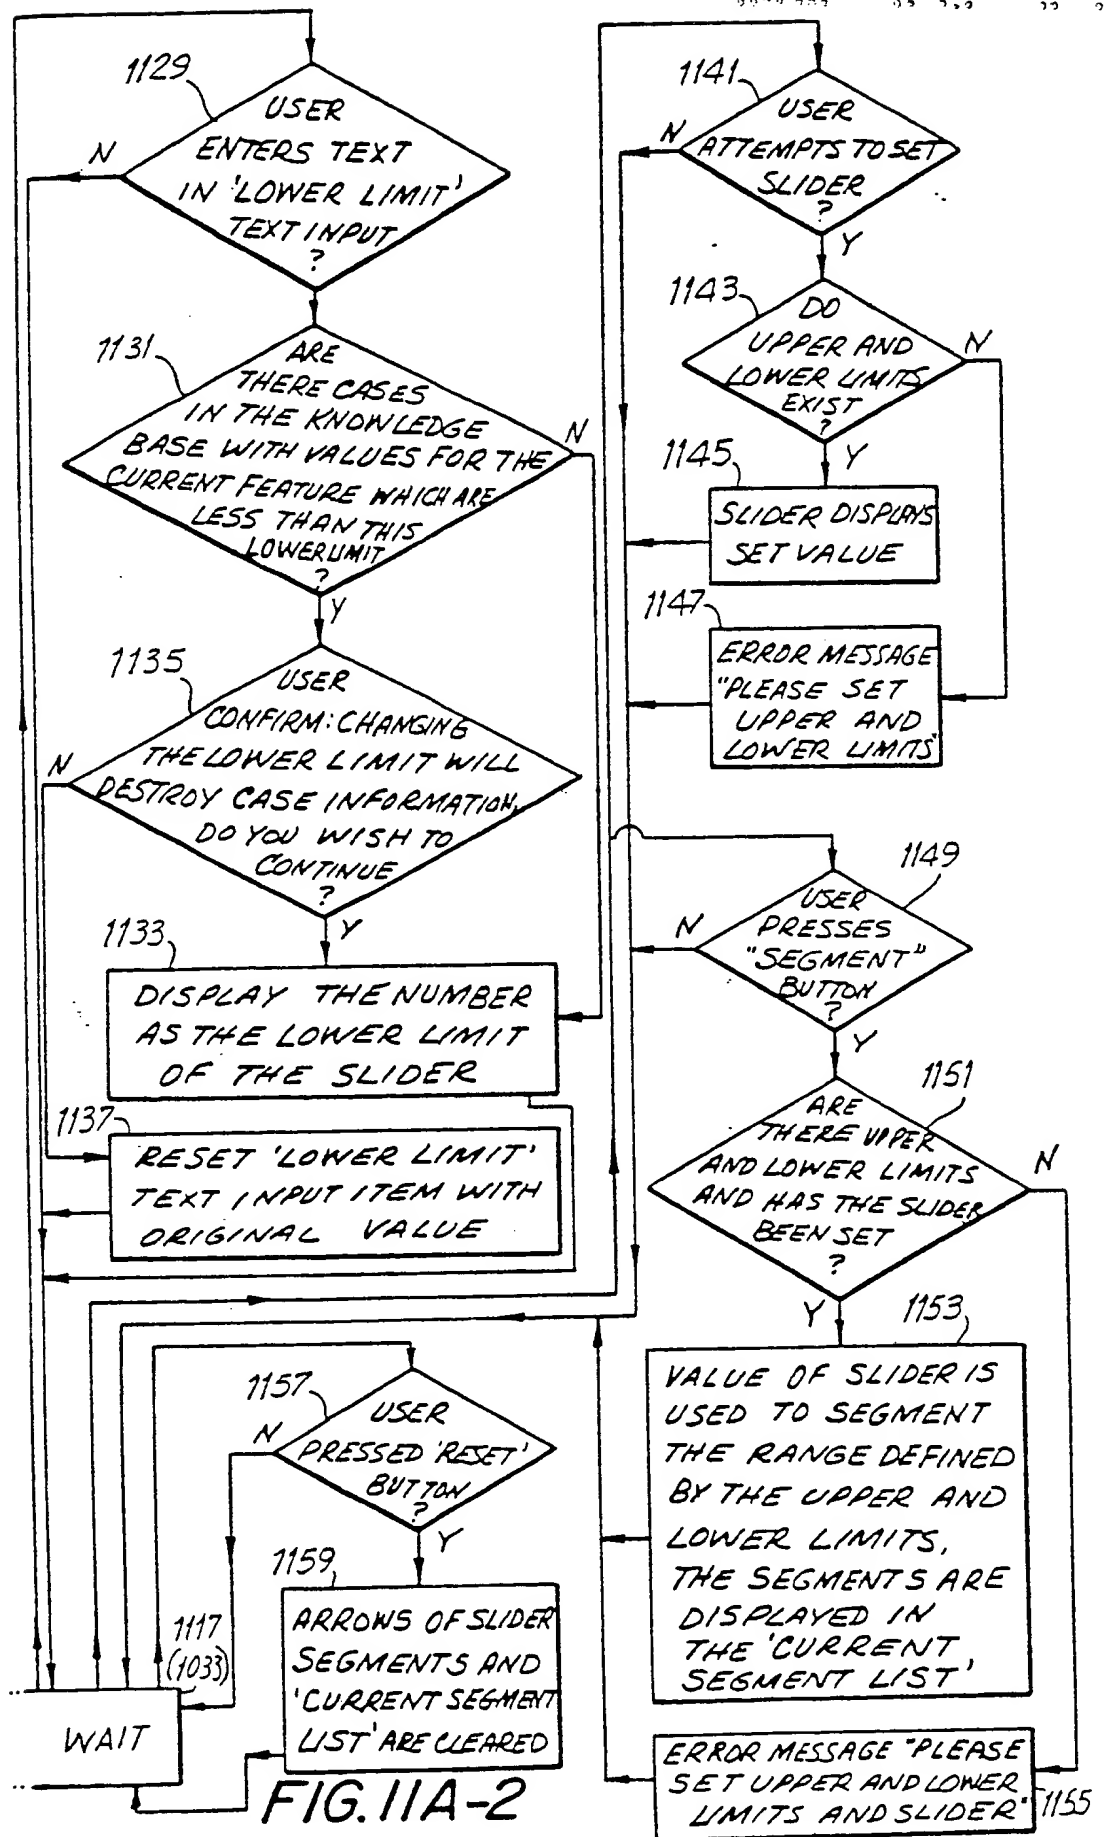 1129
USER
ENTERS TEXT
IN 'LOWER LIMIT'
TEXT INPUT
?
N
1131
ARE
THERE CASES
IN THE KNOWLEDGE
BASE WITH VALUES FOR THE
CURRENT FEATURE WHICH ARE
LESS THAN THIS
LOWER LIMIT
?
N
Y
1135
USER
CONFIRM: CHANGING
THE LOWER LIMIT WILL
DESTROY CASE INFORMATION,
DO YOU WISH TO
CONTINUE
?
N
Y
1133
DISPLAY THE NUMBER
AS THE LOWER LIMIT
OF THE SLIDER
1137
RESET 'LOWER LIMIT'
TEXT INPUT ITEM WITH
ORIGINAL VALUE
1141
USER
ATTEMPTS TO SET
SLIDER
?
N
Y
1143
DO
UPPER AND
LOWER LIMITS
EXIST
?
N
Y
1145
SLIDER DISPLAYS
SET VALUE
1147
ERROR MESSAGE
"PLEASE SET
UPPER AND
LOWER LIMITS"
1149
USER
PRESSES
"SEGMENT"
BUTTON
?
N
Y
1151
ARE
THERE UPPER
AND LOWER LIMITS
AND HAS THE SLIDER
BEEN SET
?
N
Y
1153
VALUE OF SLIDER IS
USED TO SEGMENT
THE RANGE DEFINED
BY THE UPPER AND
LOWER LIMITS,
THE SEGMENTS ARE
DISPLAYED IN
THE 'CURRENT
SEGMENT LIST'
ERROR MESSAGE "PLEASE
SET UPPER AND LOWER
LIMITS AND SLIDER"
1155
1157
USER
PRESSED 'RESET'
BUTTON
?
N
Y
1159
ARROWS OF SLIDER
SEGMENTS AND
'CURRENT SEGMENT
LIST' ARE CLEARED
1117
(1033)
WAIT
FIG. 11A-2